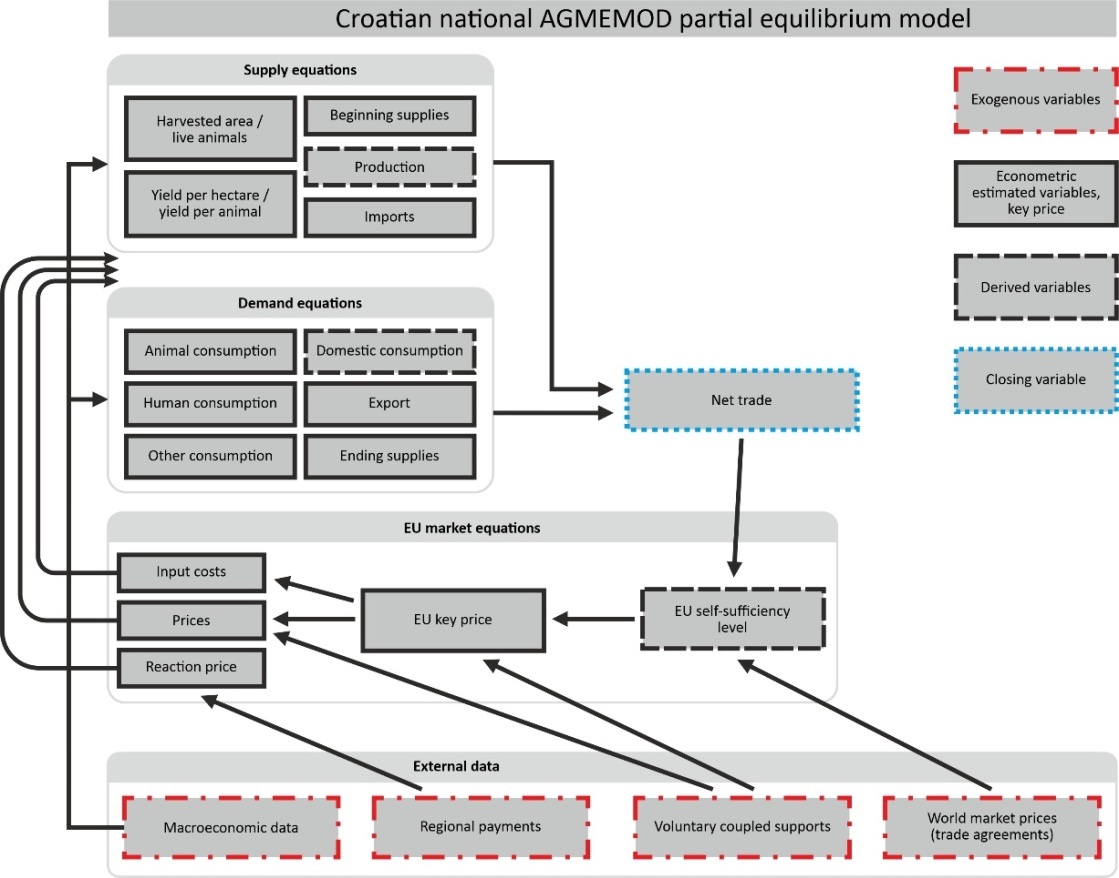 Croatian national AGMEMOD partial equilibrium model
Supply equations
Harvested area /
live animals
Yield per hectare /
yield per animal
Beginning supplies
Production
Imports
Exogenous variables
Econometric
estimated variables,
key price
Derived variables
Closing variable
Demand equations
Animal consumption
Domestic consumption
Human consumption
Export
Other consumption
Ending supplies
Net trade
EU market equations
Input costs
Prices
Reaction price
EU key price
EU self-sufficiency
level
External data
Macroeconomic data
Regional payments
Voluntary coupled supports
World market prices
(trade agreements)